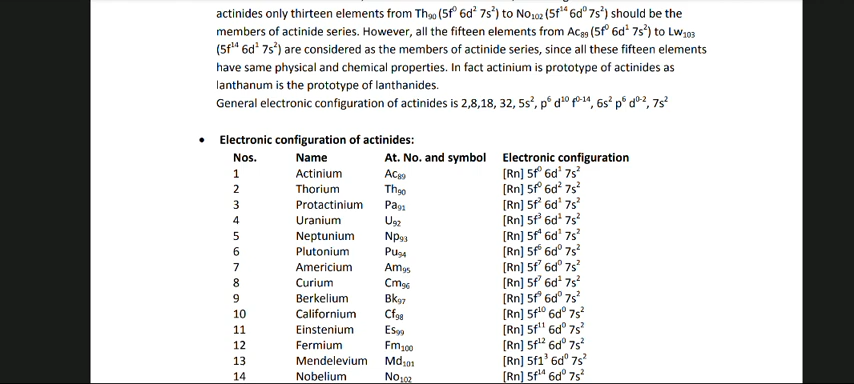 actinides only thirteen elements from Th₉₀ (5f⁰ 6d² 7s²) to No₁₀₂ (5f¹⁴ 6d⁰ 7s²) should be the
members of actinide series. However, all the fifteen elements from Ac₈₉ (5f⁰ 6d¹ 7s²) to Lw₁₀₃
(5f¹⁴ 6d¹ 7s²) are considered as the members of actinide series, since all these fifteen elements
have same physical and chemical properties. In fact actinium is prototype of actinides as
lanthanum is the prototype of lanthanides.
General electronic configuration of actinides is 2,8,18, 32, 5s², p⁶ d¹⁰ f⁰⁻¹⁴, 6s² p⁶ d⁰⁻², 7s²
• Electronic configuration of actinides:
Nos. Name At. No. and symbol Electronic configuration
1 Actinium Ac₈₉ [Rn] 5f⁰ 6d¹ 7s²
2 Thorium Th₉₀ [Rn] 5f⁰ 6d² 7s²
3 Protactinium Pa₉₁ [Rn] 5f² 6d¹ 7s²
4 Uranium U₉₂ [Rn] 5f³ 6d¹ 7s²
5 Neptunium Np₉₃ [Rn] 5f⁴ 6d¹ 7s²
6 Plutonium Pu₉₄ [Rn] 5f⁶ 6d⁰ 7s²
7 Americium Am₉₅ [Rn] 5f⁷ 6d⁰ 7s²
8 Curium Cm₉₆ [Rn] 5f⁷ 6d¹ 7s²
9 Berkelium Bk₉₇ [Rn] 5f⁹ 6d⁰ 7s²
10 Californium Cf₉₈ [Rn] 5f¹⁰ 6d⁰ 7s²
11 Einstenium Es₉₉ [Rn] 5f¹¹ 6d⁰ 7s²
12 Fermium Fm₁₀₀ [Rn] 5f¹² 6d⁰ 7s²
13 Mendelevium Md₁₀₁ [Rn] 5f1³ 6d⁰ 7s²
14 Nobelium No₁₀₂ [Rn] 5f¹⁴ 6d⁰ 7s²